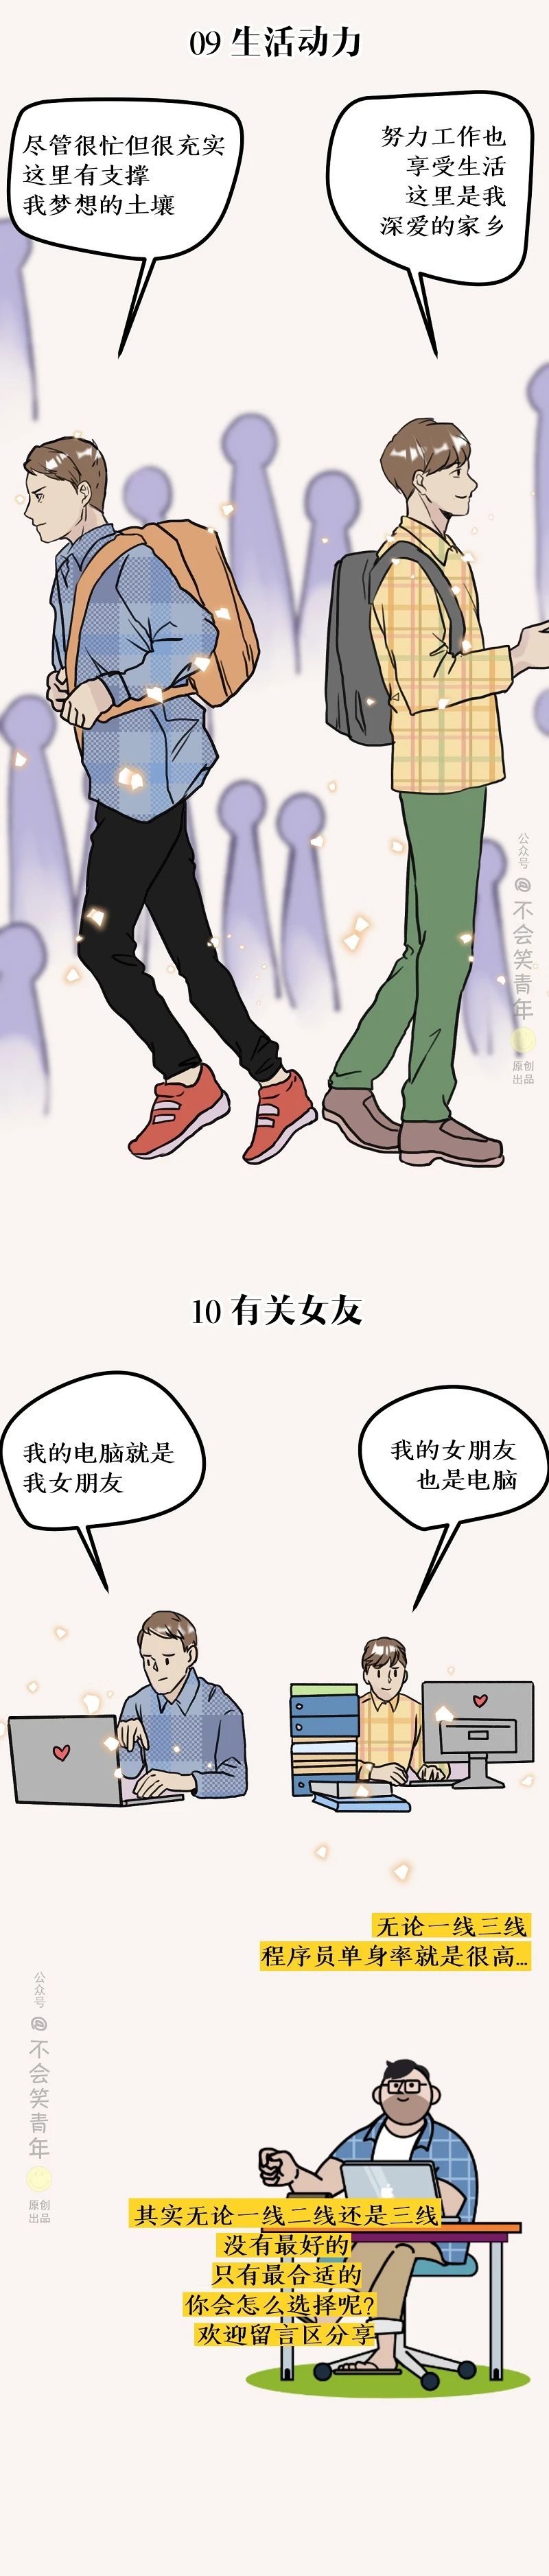 09 生活动力
尽管很忙但很充实
这里有支撑
我梦想的土壤
努力工作也
享受生活
这里是我
深爱的家乡
公众号
@不会笑青年
原创
出品
10 有关女友
我的电脑就是
我女朋友
我的女朋友
也是电脑
无论一线三线
程序员单身率就是很高...
公众号
@不会笑青年
原创
出品
其实无论一线二线还是三线
没有最好的
只有最合适的
你会怎么选择呢?
欢迎留言区分享